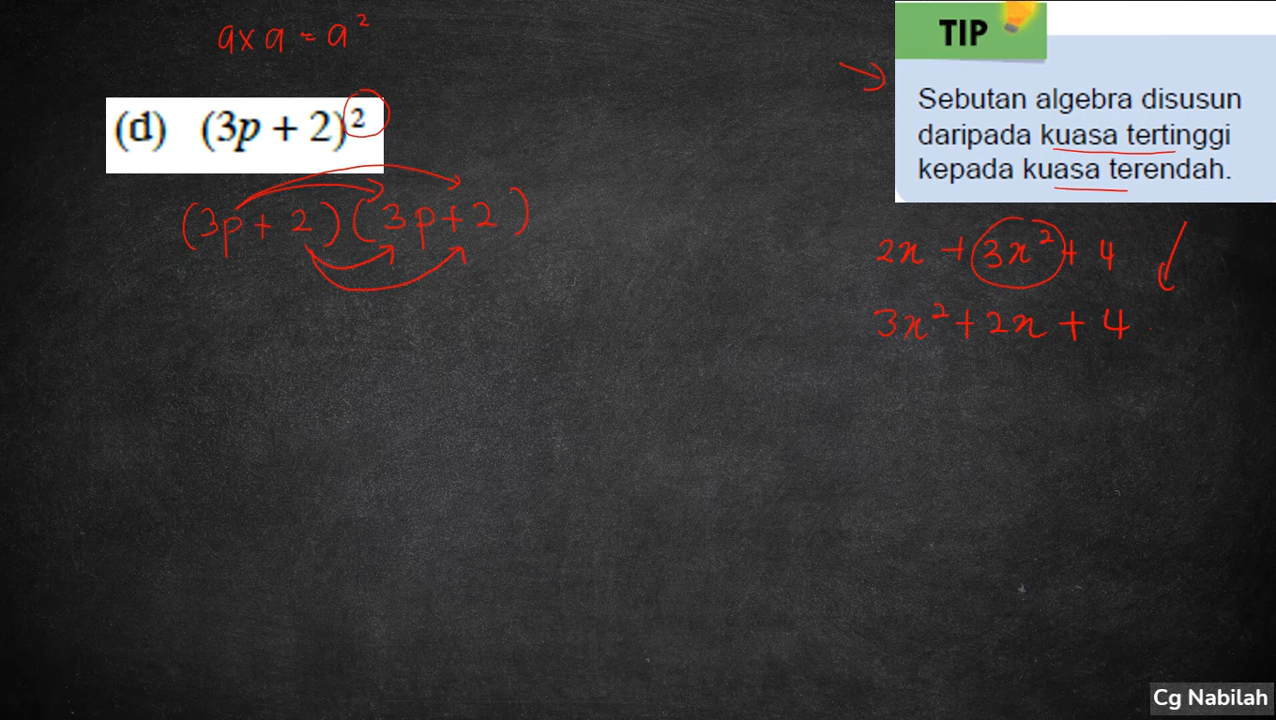 a x a = a²
(d) (3p + 2)²
(3p + 2)(3p + 2)
TIP
Sebutan algebra disusun
daripada kuasa tertinggi
kepada kuasa terendah.
2x + 3x² + 4
3x² + 2x + 4
Cg Nabilah